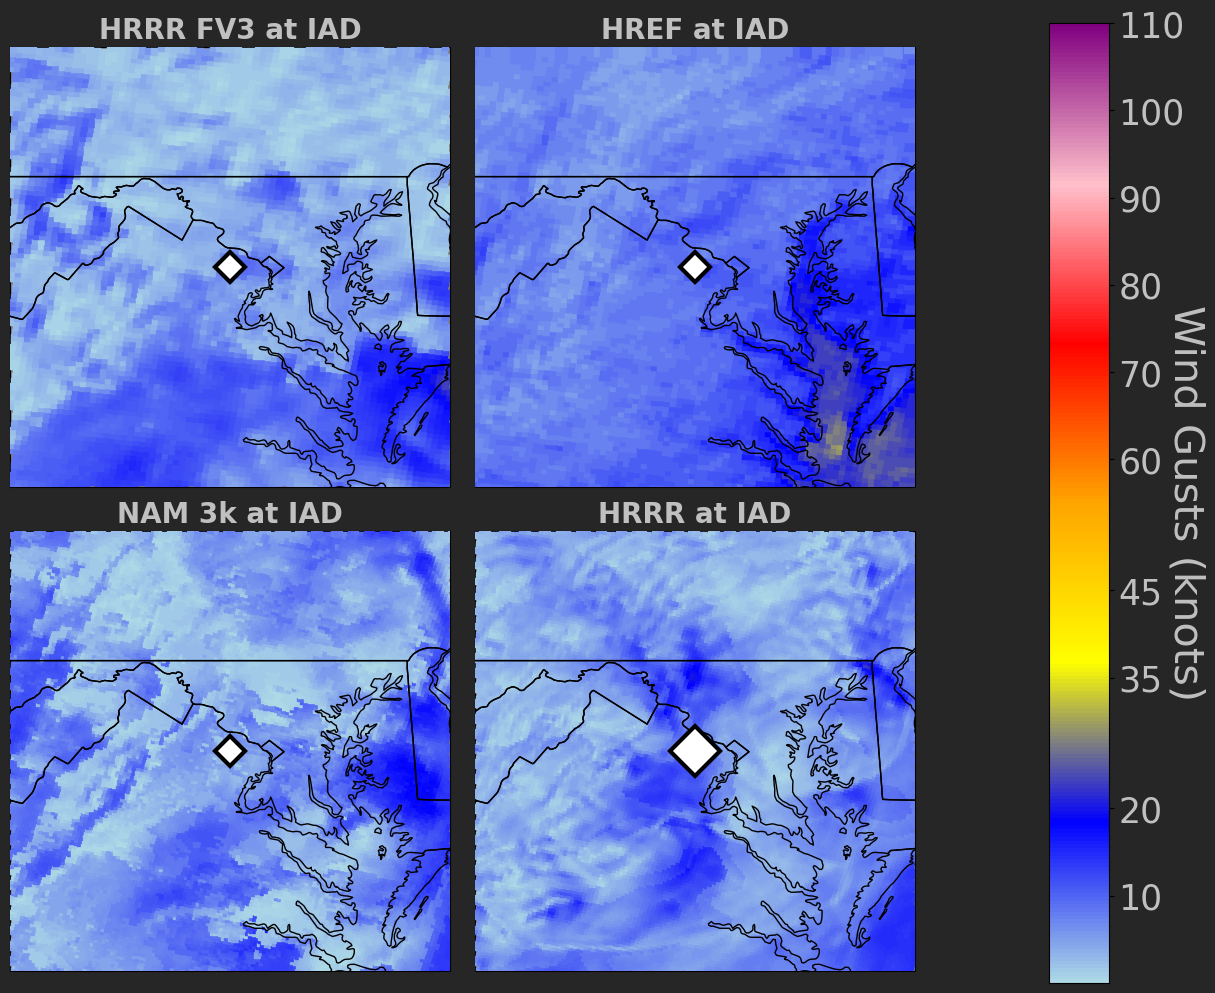 HRRR FV3 at IAD
HREF at IAD
NAM 3k at IAD
HRRR at IAD
110
100
90
80
70
60
45
35
20
10
Wind Gusts (knots)